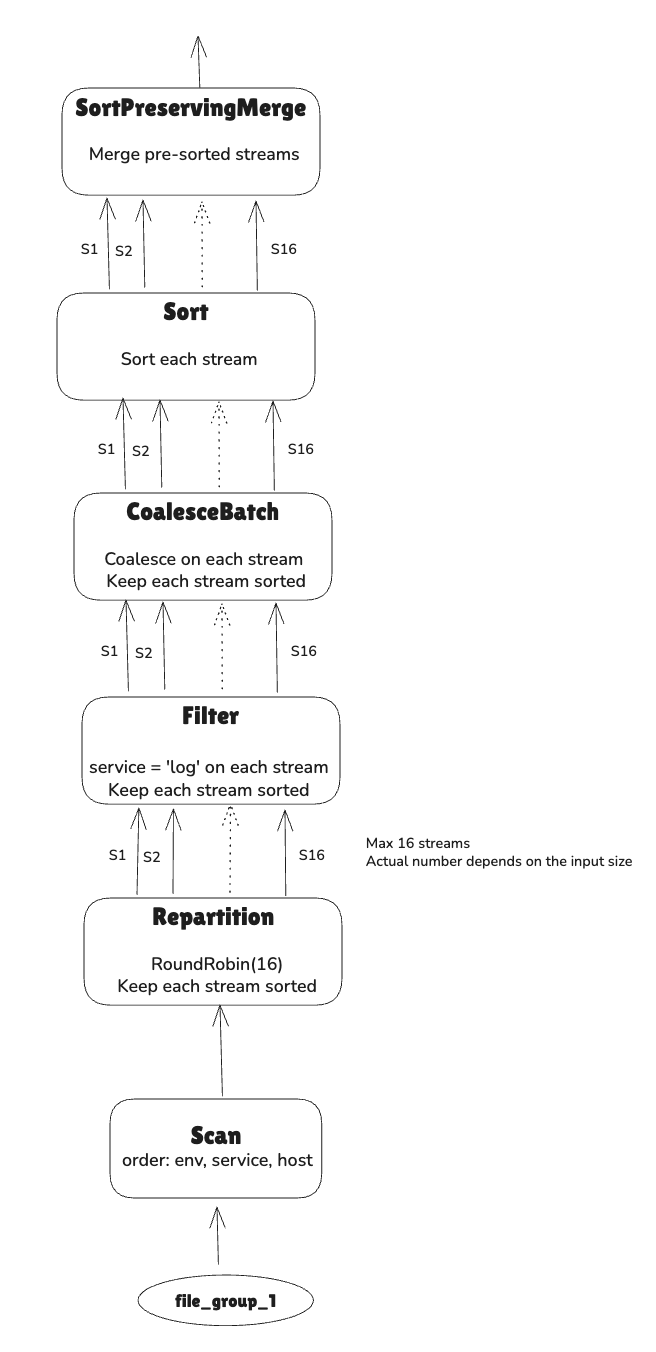 SortPreservingMerge
Merge pre-sorted streams
S1 S2 S16
Sort
Sort each stream
S1 S2 S16
CoalesceBatch
Coalesce on each stream
Keep each stream sorted
S1 S2 S16
Filter
service = 'log' on each stream
Keep each stream sorted
S1 S2 S16
Max 16 streams
Actual number depends on the input size
Repartition
RoundRobin(16)
Keep each stream sorted
Scan
order: env, service, host
file_group_1